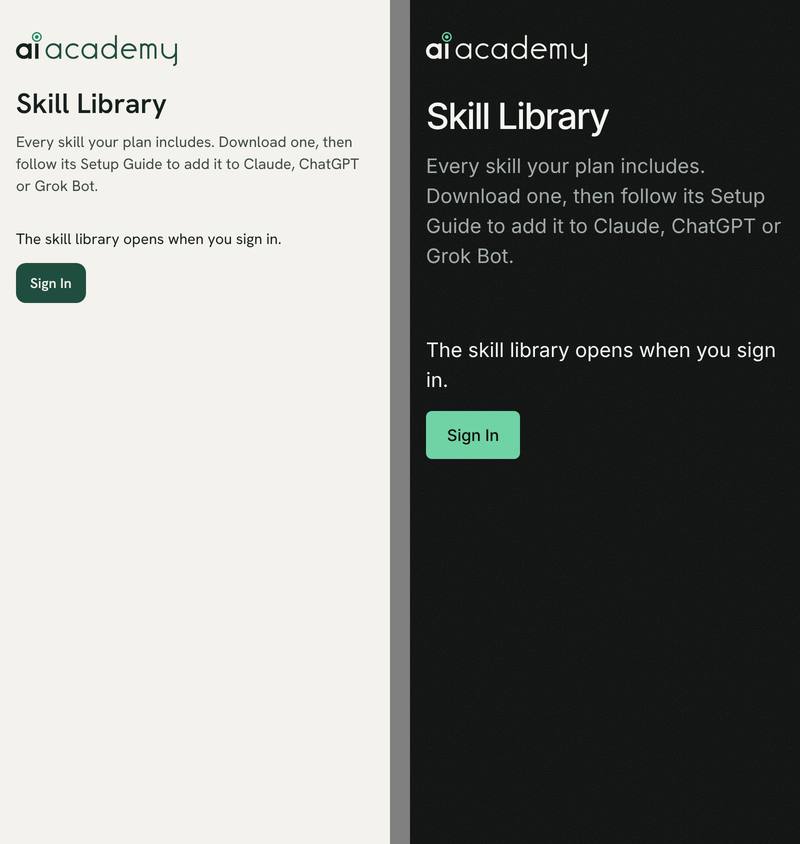 ai academy
Skill Library
Every skill your plan includes. Download one, then
follow its Setup Guide to add it to Claude, ChatGPT
or Grok Bot.
The skill library opens when you sign in.
Sign In
ai academy
Skill Library
Every skill your plan includes.
Download one, then follow its Setup
Guide to add it to Claude, ChatGPT or
Grok Bot.
The skill library opens when you sign
in.
Sign In